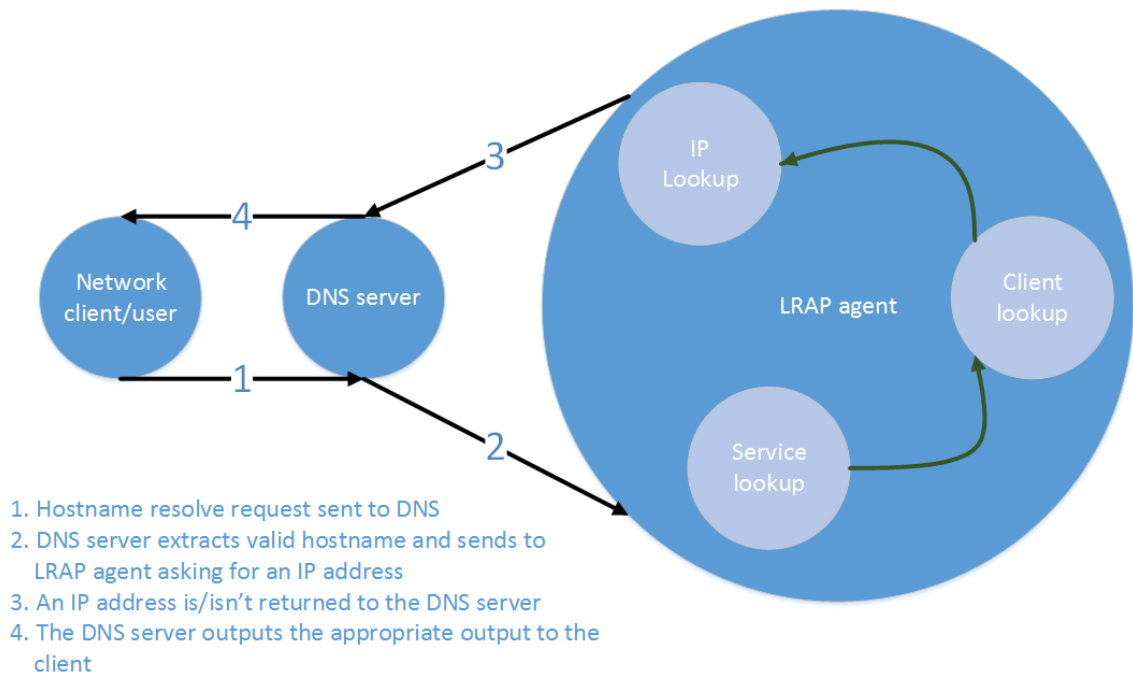 IP
Lookup
3
4
Network
client/user
DNS server
LRAP agent
Client
lookup
1
2
Service
lookup
1. Hostname resolve request sent to DNS
2. DNS server extracts valid hostname and sends to
LRAP agent asking for an IP address
3. An IP address is/isn’t returned to the DNS server
4. The DNS server outputs the appropriate output to the
client